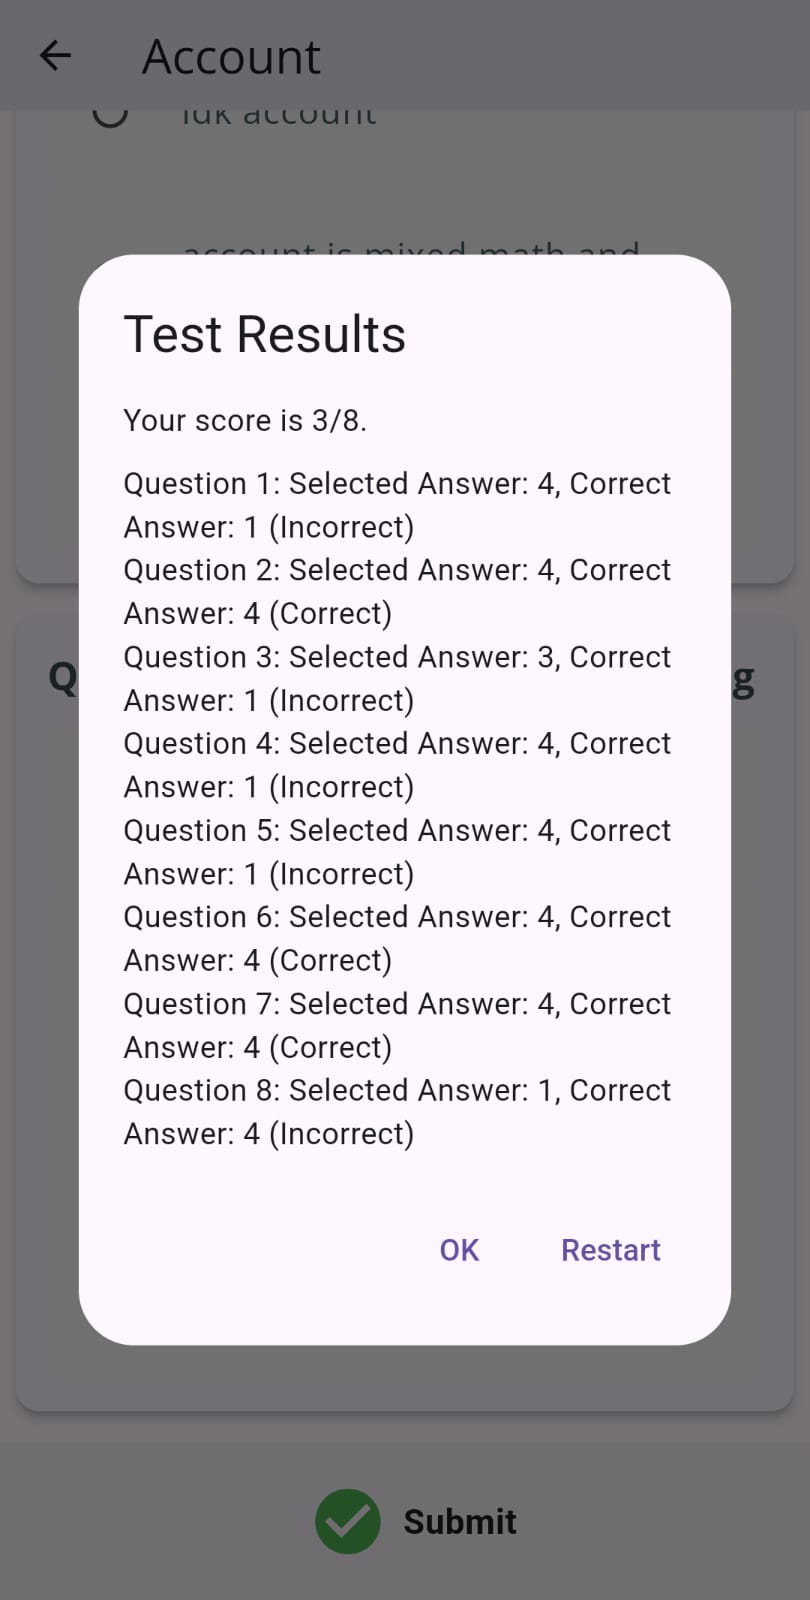 Account
account
account is mixed math and
Test Results
Your score is 3/8.
Question 1: Selected Answer: 4, Correct
Answer: 1 (Incorrect)
Question 2: Selected Answer: 4, Correct
Answer: 4 (Correct)
Question 3: Selected Answer: 3, Correct
Answer: 1 (Incorrect)
Question 4: Selected Answer: 4, Correct
Answer: 1 (Incorrect)
Question 5: Selected Answer: 4, Correct
Answer: 1 (Incorrect)
Question 6: Selected Answer: 4, Correct
Answer: 4 (Correct)
Question 7: Selected Answer: 4, Correct
Answer: 4 (Correct)
Question 8: Selected Answer: 1, Correct
Answer: 4 (Incorrect)
OK Restart
Submit